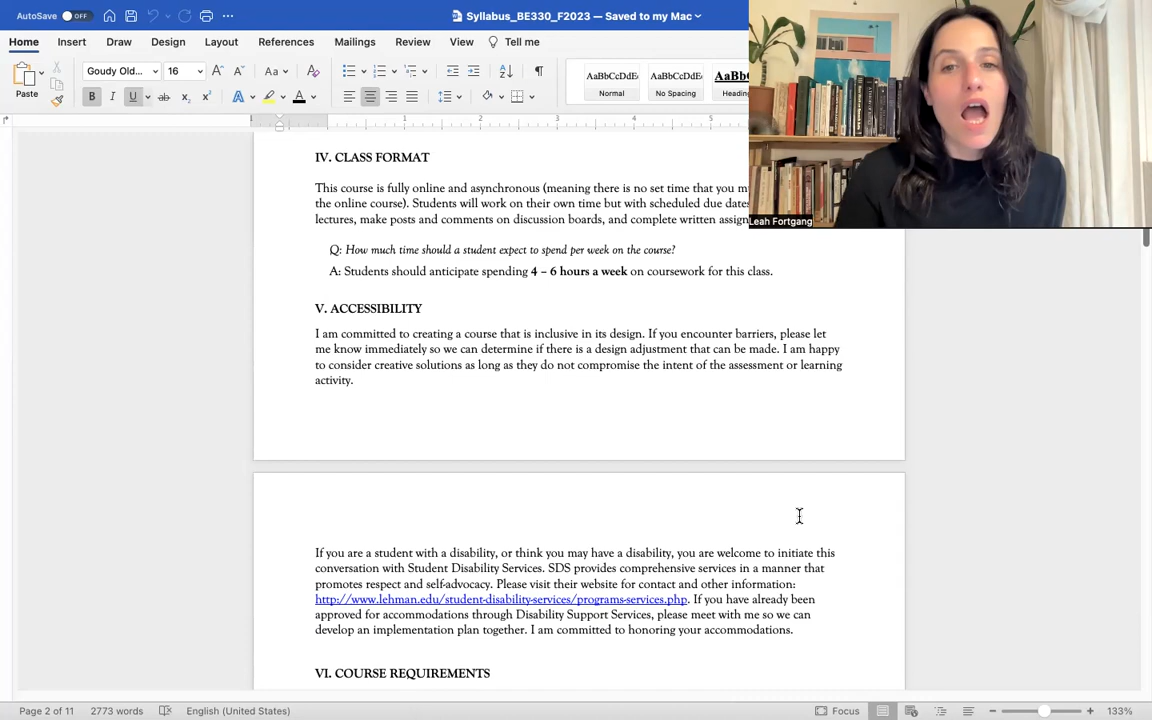 AutoSave OFF
Syllabus_BE330_F2023 — Saved to my Mac
Home Insert Draw Design Layout References Mailings Review View Tell me
Paste
Goudy Old... 16
AaBbCcDdE AaBbCcDdE AaBb
Normal No Spacing Heading
1 1 2 3 4 5
IV. CLASS FORMAT
This course is fully online and asynchronous (meaning there is no set time that you
the online course). Students will work on their own time but with scheduled due dates
lectures, make posts and comments on discussion boards, and complete written
Q: How much time should a student expect to spend per week on the course?
A: Students should anticipate spending 4 – 6 hours a week on coursework for this class.
V. ACCESSIBILITY
I am committed to creating a course that is inclusive in its design. If you encounter barriers, please let
me know immediately so we can determine if there is a design adjustment that can be made. I am happy
to consider creative solutions as long as they do not compromise the intent of the assessment or learning
activity.
If you are a student with a disability, or think you may have a disability, you are welcome to initiate this
conversation with Student Disability Services. SDS provides comprehensive services in a manner that
promotes respect and self-advocacy. Please visit their website for contact and other information:
http://www.lehman.edu/student-disability-services/programs-services.php. If you have already been
approved for accommodations through Disability Support Services, please meet with me so we can
develop an implementation plan together. I am committed to honoring your accommodations.
VI. COURSE REQUIREMENTS
Leah Fortgang
Page 2 of 11 2773 words English (United States) Focus 133%